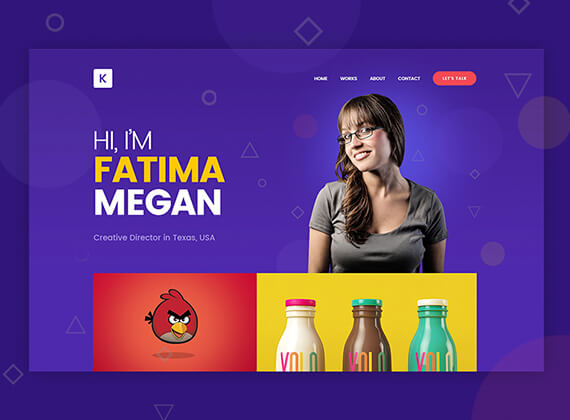 K
HOME WORKS ABOUT CONTACT LET'S TALK
HI, I'M
FATIMA
MEGAN
Creative Director in Texas, USA
YOLO YOLO YOLO